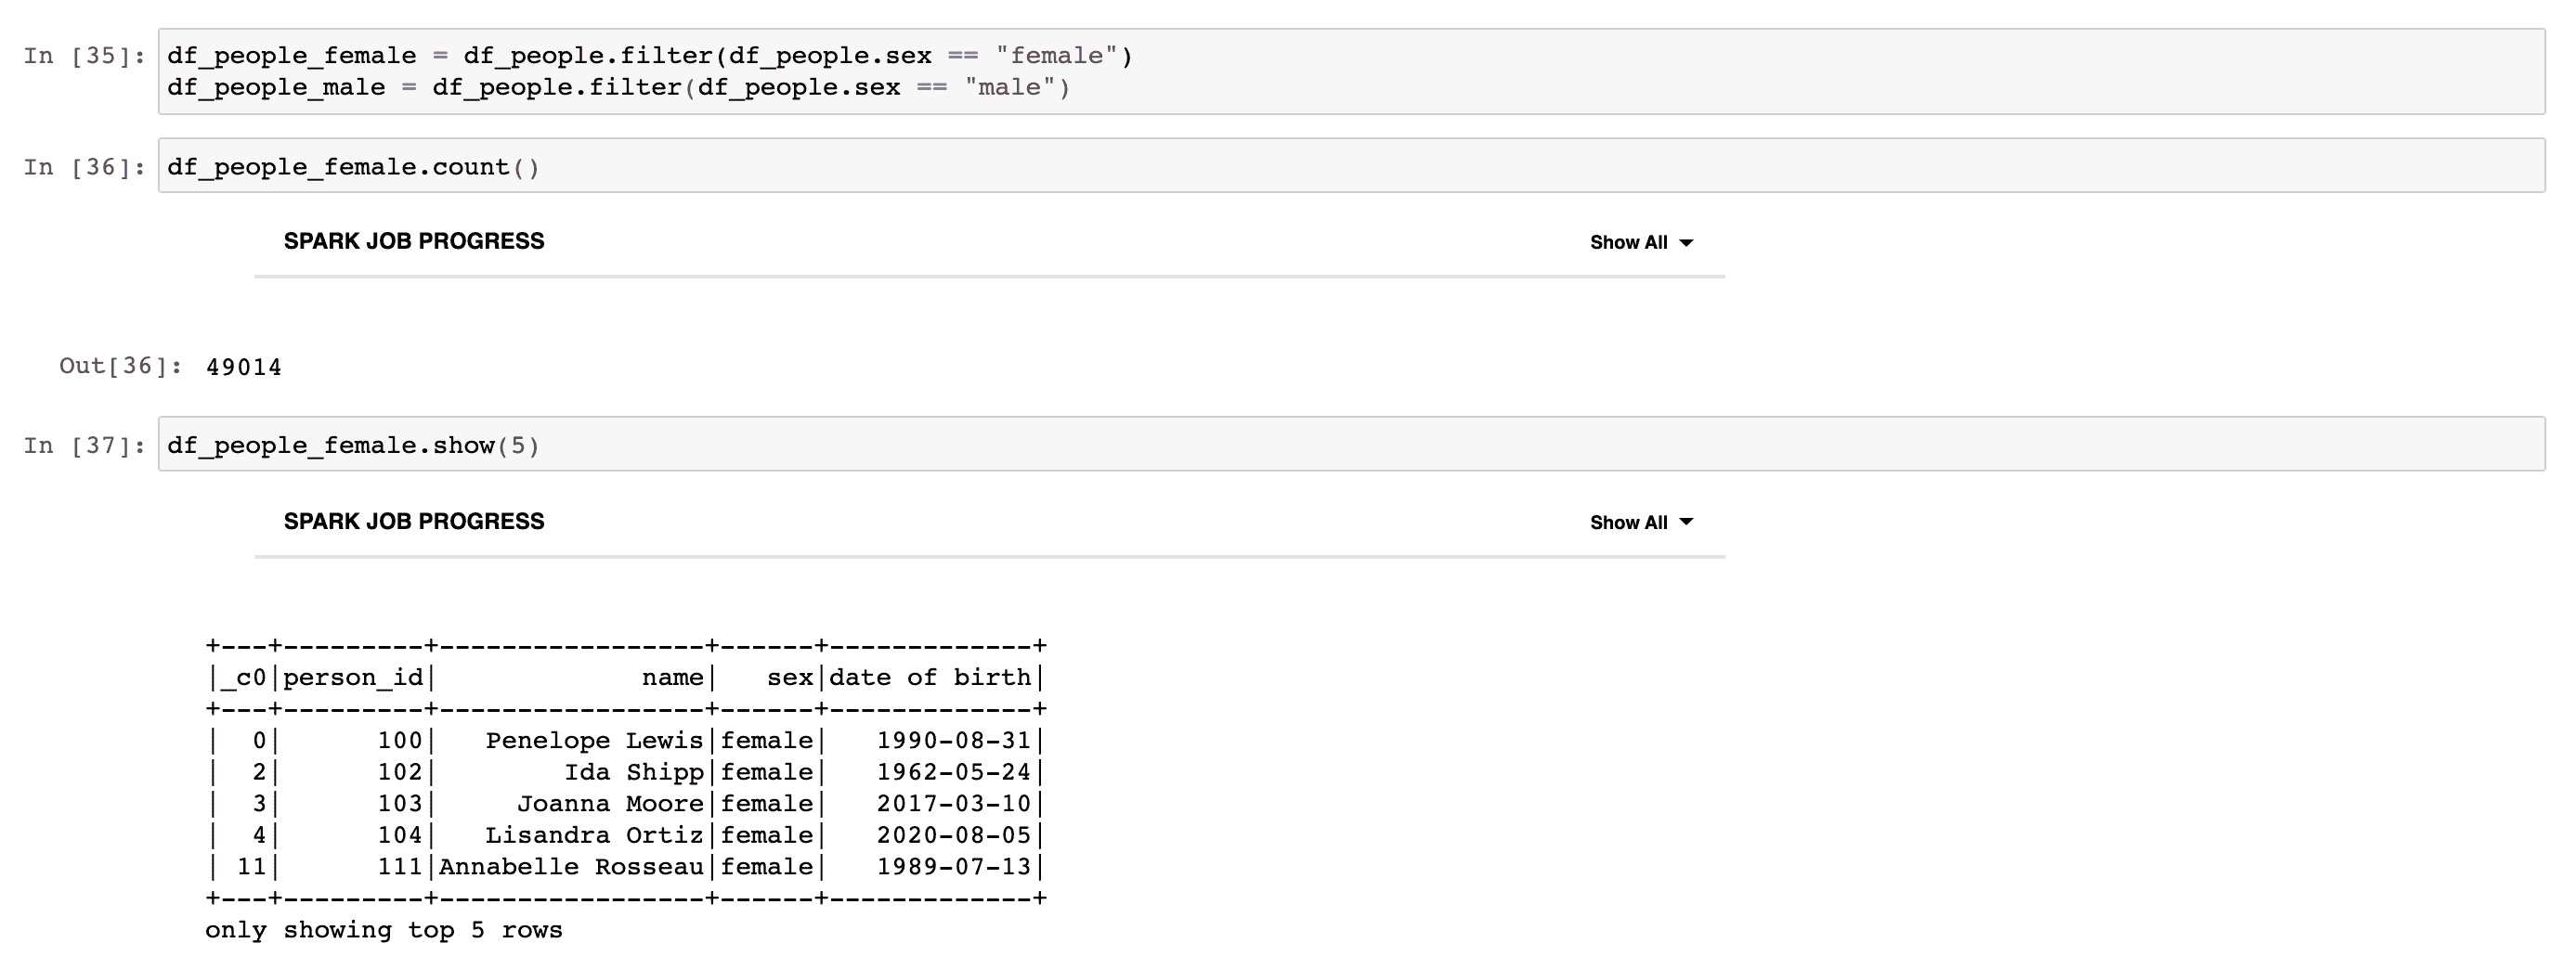 In [35]: df_people_female = df_people.filter(df_people.sex == "female")
df_people_male = df_people.filter(df_people.sex == "male")
In [36]: df_people_female.count()
SPARK JOB PROGRESS Show All
Out[36]: 49014
In [37]: df_people_female.show(5)
SPARK JOB PROGRESS Show All
+---+---------+-----------------+------+-------------+
|_c0|person_id|             name|   sex|date of birth|
+---+---------+-----------------+------+-------------+
|  0|      100|   Penelope Lewis|female|   1990-08-31|
|  2|      102|        Ida Shipp|female|   1962-05-24|
|  3|      103|     Joanna Moore|female|   2017-03-10|
|  4|      104|   Lisandra Ortiz|female|   2020-08-05|
| 11|      111|Annabelle Rosseau|female|   1989-07-13|
+---+---------+-----------------+------+-------------+
only showing top 5 rows